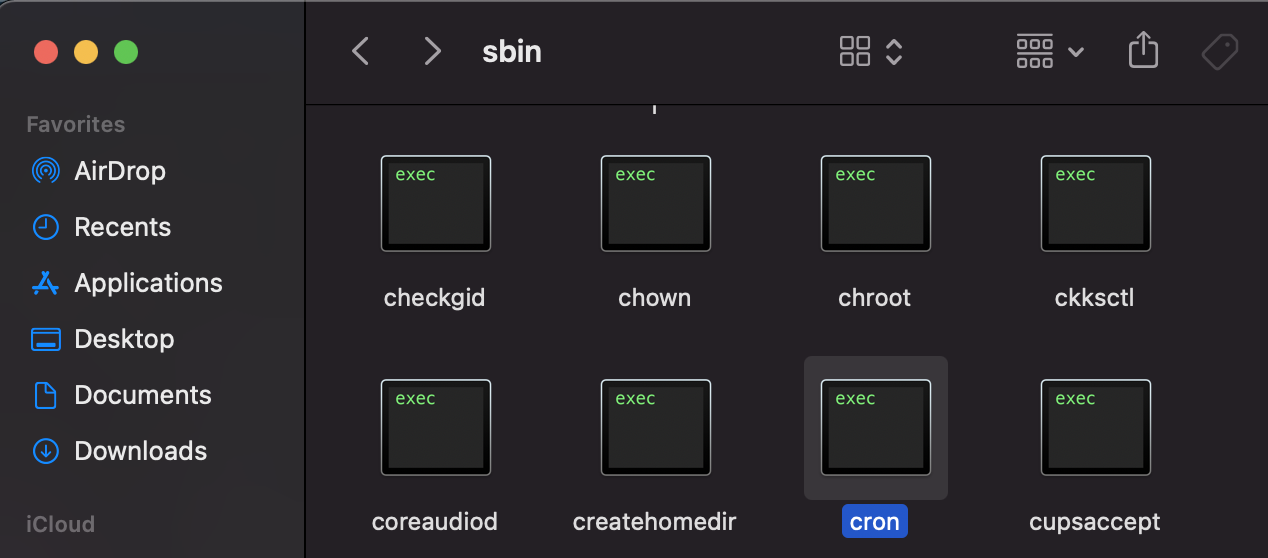 sbin
Favorites
AirDrop
Recents
Applications
Desktop
Documents
Downloads
iCloud
exec exec exec exec
checkgid chown chroot ckksctl
exec exec exec exec
coreaudiod createhomedir cron cupsaccept